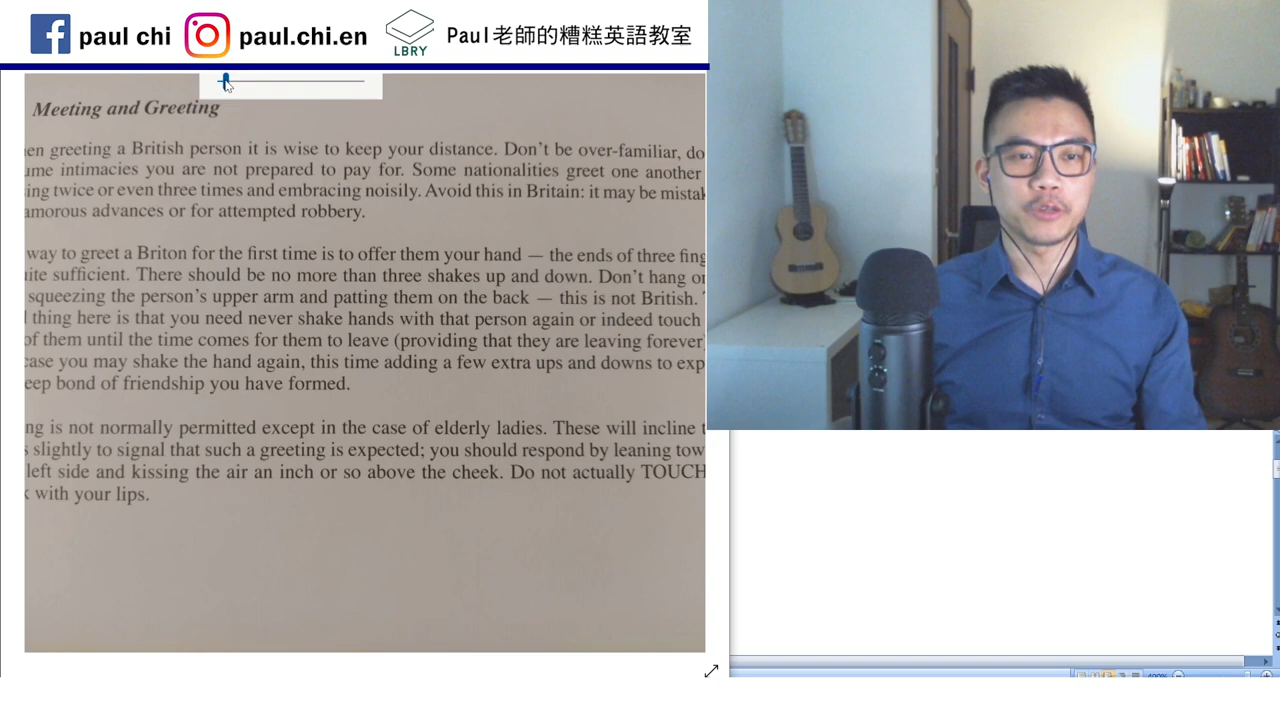 paul chi
paul.chi.en
LBRY
Paul老師的糟糕英語教室
Meeting and Greeting
en greeting a British person it is wise to keep your distance. Don't be over-familiar, do
ume intimacies you are not prepared to pay for. Some nationalities greet one another
ing twice or even three times and embracing noisily. Avoid this in Britain: it may be mistak
amorous advances or for attempted robbery.
way to greet a Briton for the first time is to offer them your hand — the ends of three fing
ite sufficient. There should be no more than three shakes up and down. Don't hang or
squeezing the person's upper arm and patting them on the back — this is not British.
thing here is that you need never shake hands with that person again or indeed touch
of them until the time comes for them to leave (providing that they are leaving forever
case you may shake the hand again, this time adding a few extra ups and downs to exp
eep bond of friendship you have formed.
ng is not normally permitted except in the case of elderly ladies. These will incline t
slightly to signal that such a greeting is expected; you should respond by leaning tow
left side and kissing the air an inch or so above the cheek. Do not actually TOUCH
with your lips.